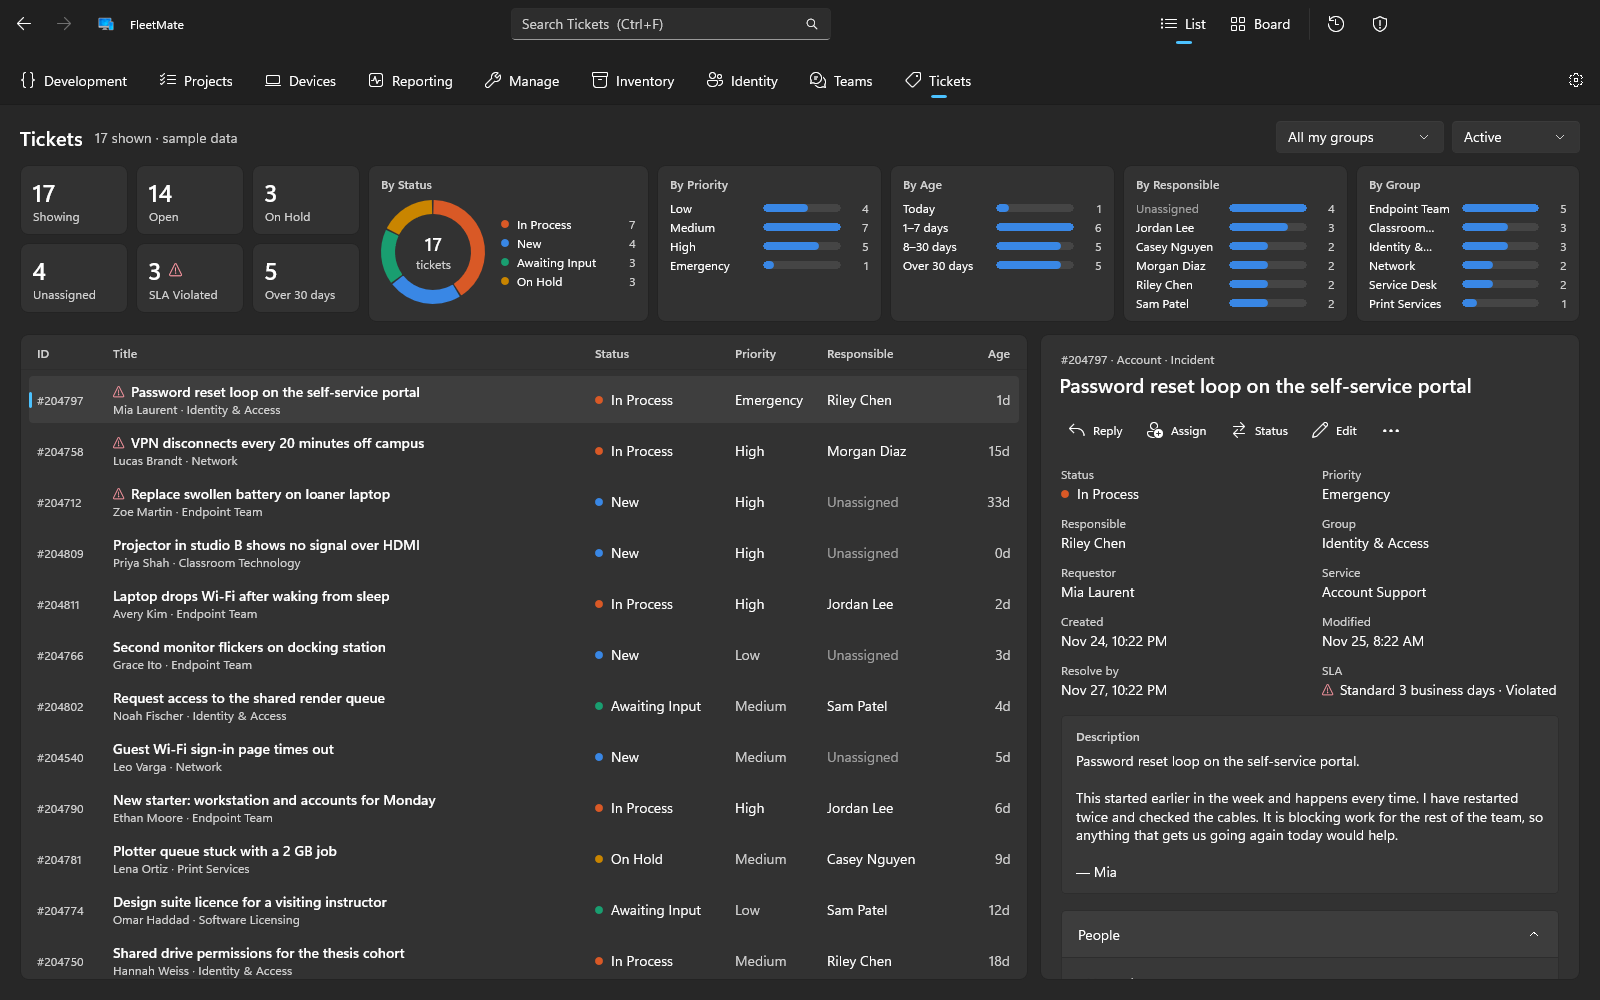 FleetMate
Search Tickets (Ctrl+F)
List
Board
Development
Projects
Devices
Reporting
Manage
Inventory
Identity
Teams
Tickets
Tickets 17 shown · sample data
All my groups
Active
17
Showing
14
Open
3
On Hold
4
Unassigned
3
SLA Violated
5
Over 30 days
By Status
17
tickets
In Process 7
New 4
Awaiting Input 3
On Hold 3
By Priority
Low 4
Medium 7
High 5
Emergency 1
By Age
Today 1
1–7 days 6
8–30 days 5
Over 30 days 5
By Responsible
Unassigned 4
Jordan Lee 3
Casey Nguyen 2
Morgan Diaz 2
Riley Chen 2
Sam Patel 2
By Group
Endpoint Team 5
Classroom... 3
Identity &... 3
Network 2
Service Desk 2
Print Services 1
ID Title Status Priority Responsible Age
#204797 Password reset loop on the self-service portal In Process Emergency Riley Chen 1d
Mia Laurent · Identity & Access
#204758 VPN disconnects every 20 minutes off campus In Process High Morgan Diaz 15d
Lucas Brandt · Network
#204712 Replace swollen battery on loaner laptop New High Unassigned 33d
Zoe Martin · Endpoint Team
#204809 Projector in studio B shows no signal over HDMI New High Unassigned 0d
Priya Shah · Classroom Technology
#204811 Laptop drops Wi-Fi after waking from sleep In Process High Jordan Lee 2d
Avery Kim · Endpoint Team
#204766 Second monitor flickers on docking station New Low Unassigned 3d
Grace Ito · Endpoint Team
#204802 Request access to the shared render queue Awaiting Input Medium Sam Patel 4d
Noah Fischer · Identity & Access
#204540 Guest Wi-Fi sign-in page times out New Medium Unassigned 5d
Leo Varga · Network
#204790 New starter: workstation and accounts for Monday In Process High Jordan Lee 6d
Ethan Moore · Endpoint Team
#204781 Plotter queue stuck with a 2 GB job On Hold Medium Casey Nguyen 9d
Lena Ortiz · Print Services
#204774 Design suite licence for a visiting instructor Awaiting Input Low Sam Patel 12d
Omar Haddad · Software Licensing
#204750 Shared drive permissions for the thesis cohort In Process Medium Riley Chen 18d
Hannah Weiss · Identity & Access
#204797 · Account · Incident
Password reset loop on the self-service portal
Reply
Assign
Status
Edit
Status
In Process
Priority
Emergency
Responsible
Riley Chen
Group
Identity & Access
Requestor
Mia Laurent
Service
Account Support
Created
Nov 24, 10:22 PM
Modified
Nov 25, 8:22 AM
Resolve by
Nov 27, 10:22 PM
SLA
Standard 3 business days · Violated
Description
Password reset loop on the self-service portal.
This started earlier in the week and happens every time. I have restarted
twice and checked the cables. It is blocking work for the rest of the team, so
anything that gets us going again today would help.
— Mia
People